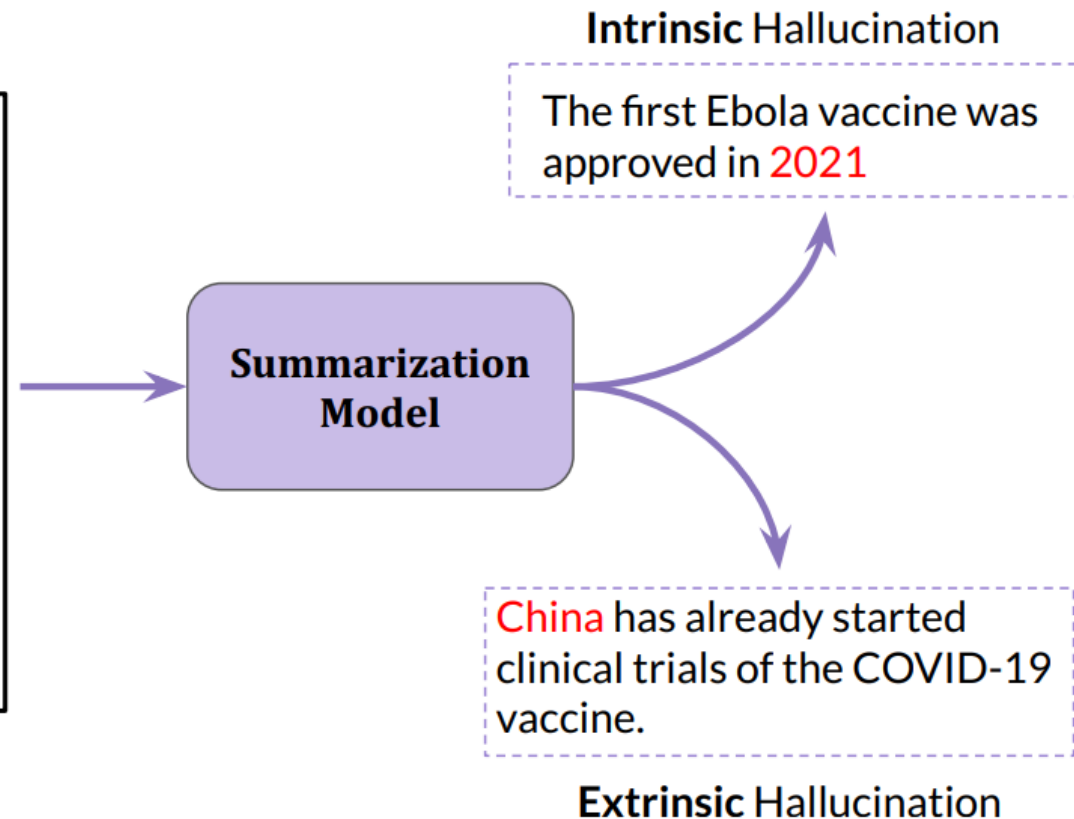 Intrinsic Hallucination
The first Ebola vaccine was
approved in 2021
Summarization
Model
China has already started
clinical trials of the COVID-19
vaccine.
Extrinsic Hallucination